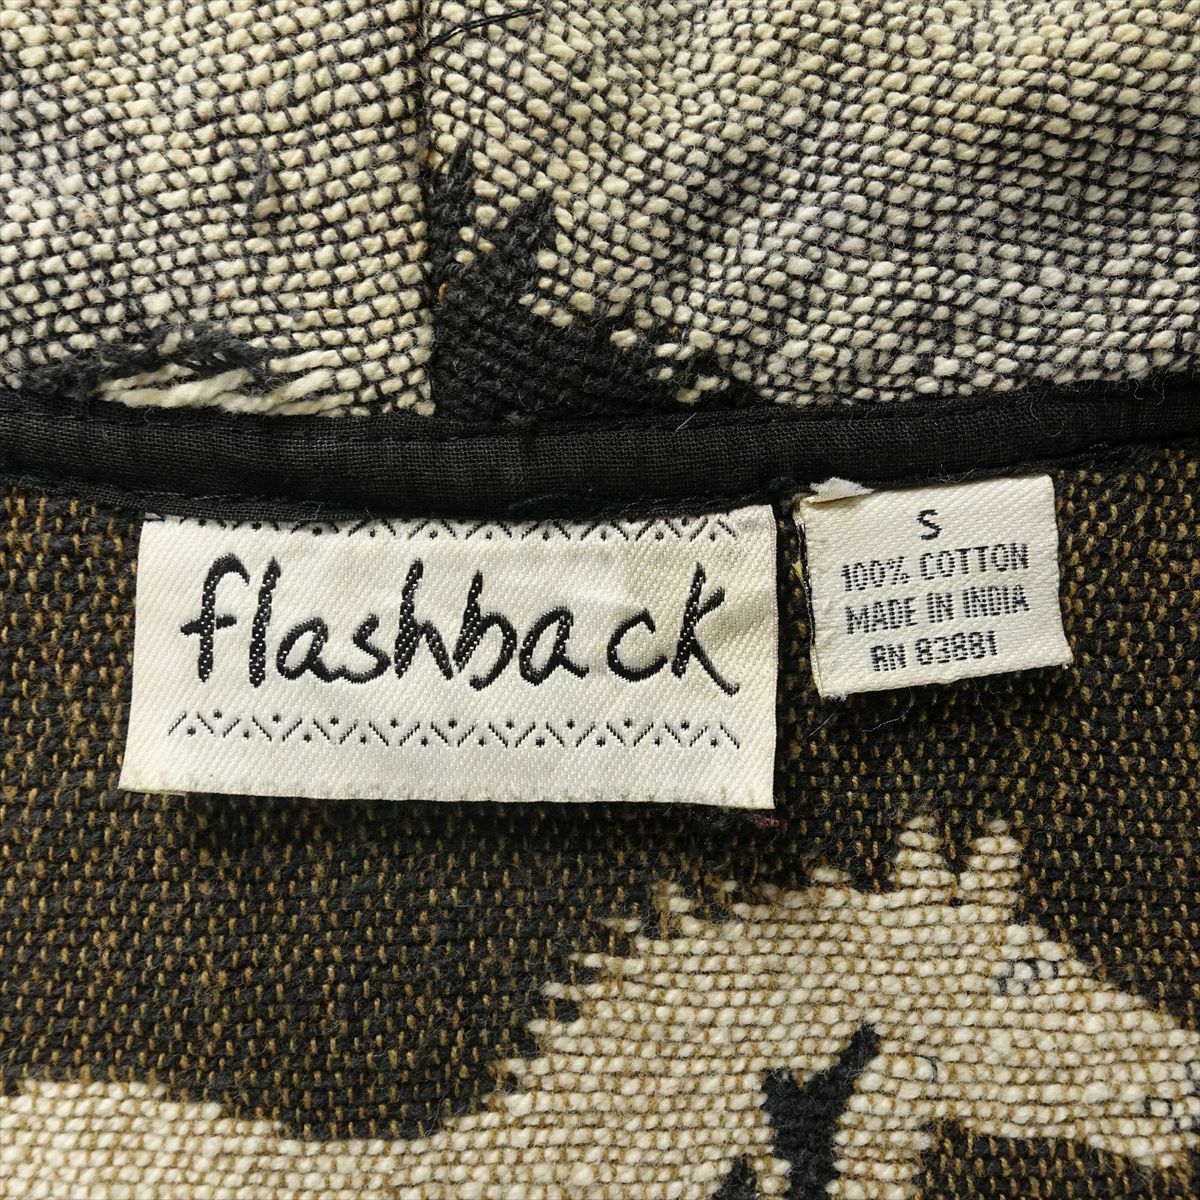 flashback
S
100% COTTON
MADE IN INDIA
RN 83881